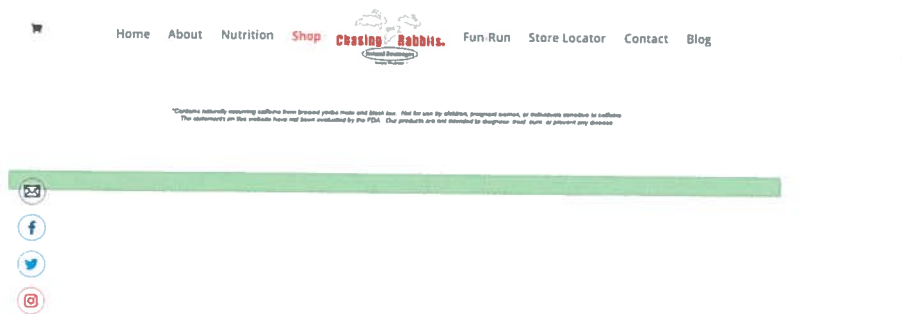 Home About Nutrition Shop Chasing Rabbits. Fun Run Store Locator Contact Blog
*Contains naturally occurring caffeine from brewed yerba mate and black tea. Not for use by children, pregnant women, or individuals sensitive to caffeine
The statements on this website have not been evaluated by the FDA Our products are not intended to diagnose treat cure or prevent any disease